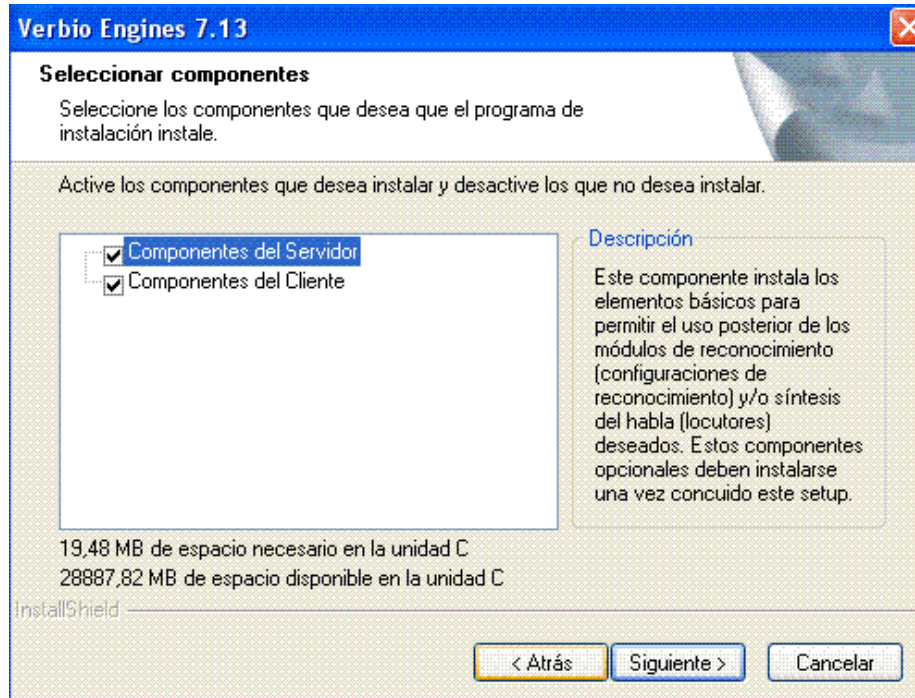 Verbio Engines 7.13
Seleccionar componentes
Seleccione los componentes que desea que el programa de
instalación instale.
Active los componentes que desea instalar y desactive los que no desea instalar.
Componentes del Servidor
Componentes del Cliente
Descripción
Este componente instala los
elementos básicos para
permitir el uso posterior de los
módulos de reconocimiento
(configuraciones de
reconocimiento) y/o síntesis
del habla (locutores)
deseados. Estos componentes
opcionales deben instalarse
una vez concuido este setup.
19,48 MB de espacio necesario en la unidad C
28887,82 MB de espacio disponible en la unidad C
InstallShield
< Atrás
Siguiente >
Cancelar